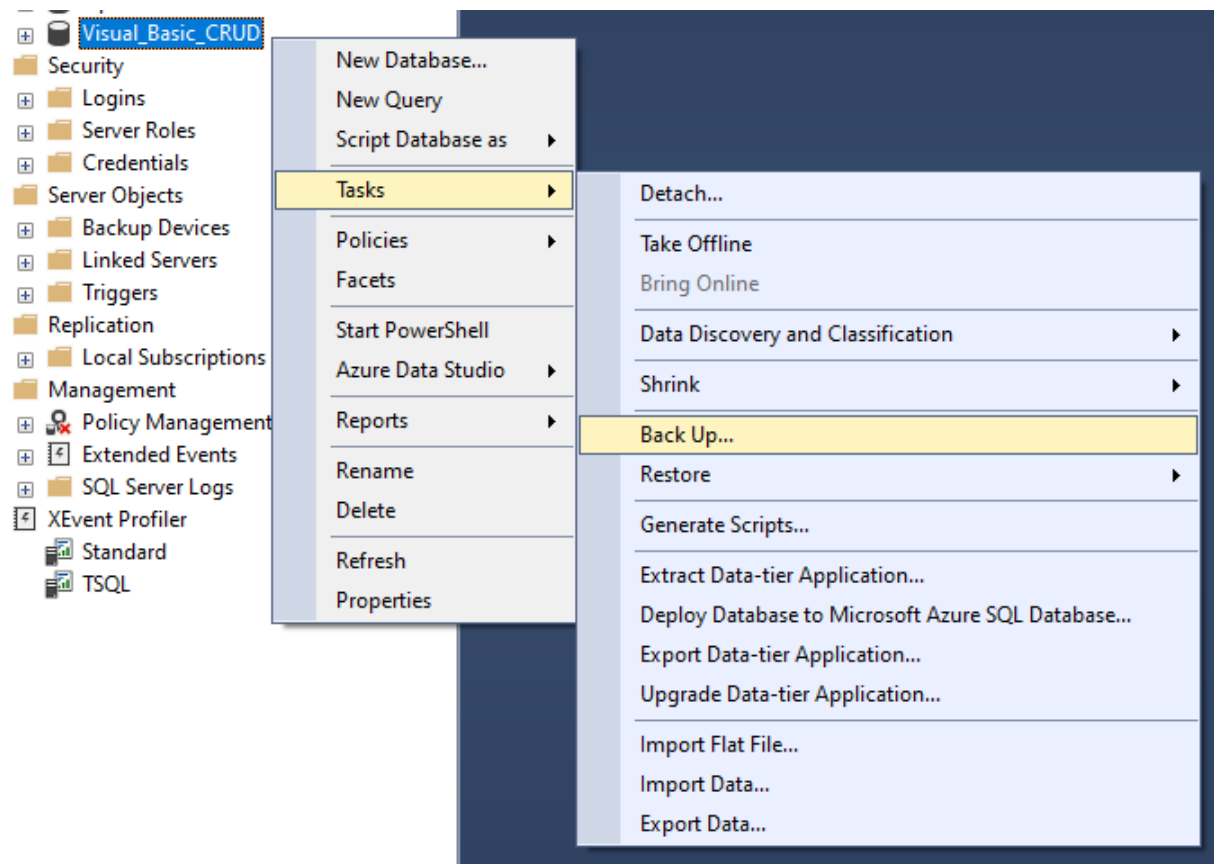 Visual_Basic_CRUD
Security
Logins
Server Roles
Credentials
Server Objects
Backup Devices
Linked Servers
Triggers
Replication
Local Subscriptions
Management
Policy Management
Extended Events
SQL Server Logs
XEvent Profiler
Standard
TSQL
New Database...
New Query
Script Database as
Tasks
Policies
Facets
Start PowerShell
Azure Data Studio
Reports
Rename
Delete
Refresh
Properties
Detach...
Take Offline
Bring Online
Data Discovery and Classification
Shrink
Back Up...
Restore
Generate Scripts...
Extract Data-tier Application...
Deploy Database to Microsoft Azure SQL Database...
Export Data-tier Application...
Upgrade Data-tier Application...
Import Flat File...
Import Data...
Export Data...